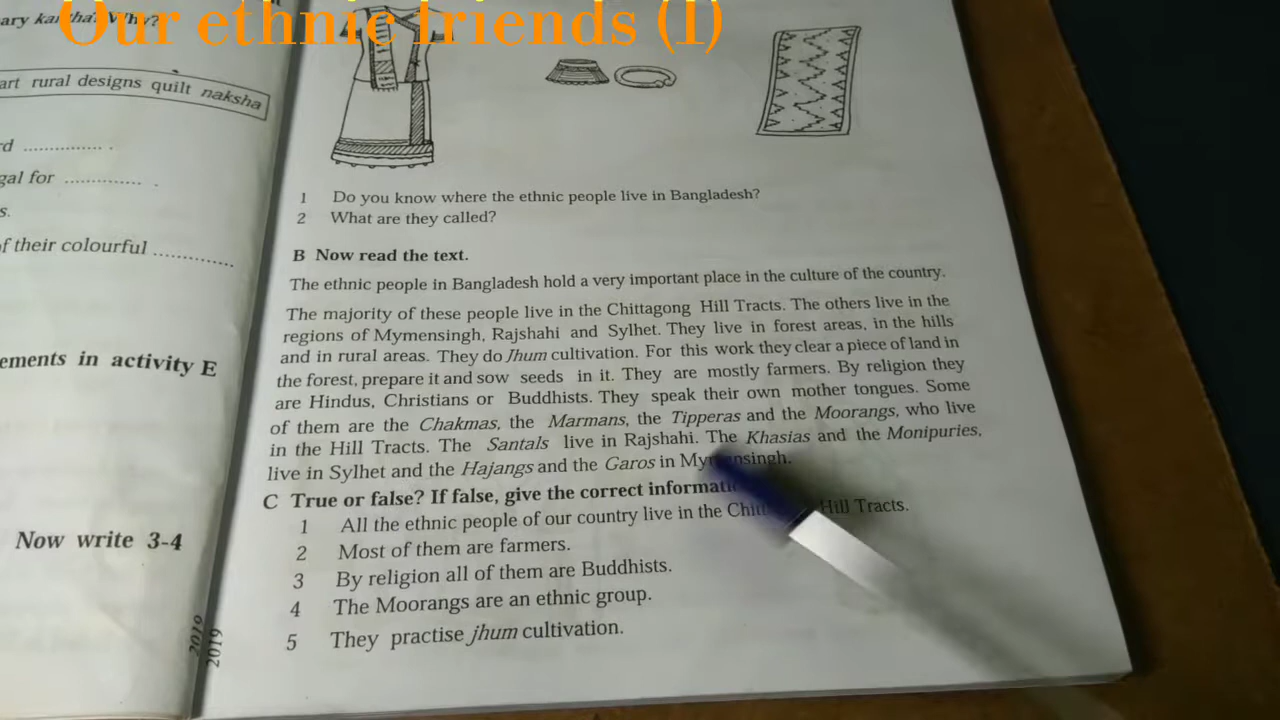 Our ethnic friends (1)
ary kantha? Why?
art rural designs quilt naksha
rd .............. .
gal for .............. .
s.
f their colourful ..............
ements in activity E
Now write 3-4
2019
2019
1 Do you know where the ethnic people live in Bangladesh?
2 What are they called?
B Now read the text.
The ethnic people in Bangladesh hold a very important place in the culture of the country.
The majority of these people live in the Chittagong Hill Tracts. The others live in the
regions of Mymensingh, Rajshahi and Sylhet. They live in forest areas, in the hills
and in rural areas. They do Jhum cultivation. For this work they clear a piece of land in
the forest, prepare it and sow seeds in it. They are mostly farmers. By religion they
are Hindus, Christians or Buddhists. They speak their own mother tongues. Some
of them are the Chakmas, the Marmans, the Tipperas and the Moorangs, who live
in the Hill Tracts. The Santals live in Rajshahi. The Khasias and the Monipuries,
live in Sylhet and the Hajangs and the Garos in Mymensingh.
C True or false? If false, give the correct informati
1 All the ethnic people of our country live in the Chitt Hill Tracts.
2 Most of them are farmers.
3 By religion all of them are Buddhists.
4 The Moorangs are an ethnic group.
5 They practise jhum cultivation.